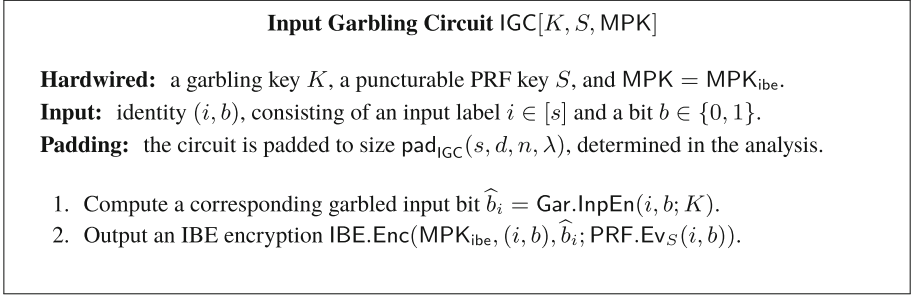 Input Garbling Circuit IGC[K, S, MPK]
Hardwired: a garbling key K, a puncturable PRF key S, and MPK = MPK_ibe.
Input: identity (i, b), consisting of an input label i ∈ [s] and a bit b ∈ {0, 1}.
Padding: the circuit is padded to size pad_IGC(s, d, n, λ), determined in the analysis.
1. Compute a corresponding garbled input bit b̂_i = Gar.InpEn(i, b; K).
2. Output an IBE encryption IBE.Enc(MPK_ibe, (i, b), b̂_i; PRF.Ev_S(i, b)).